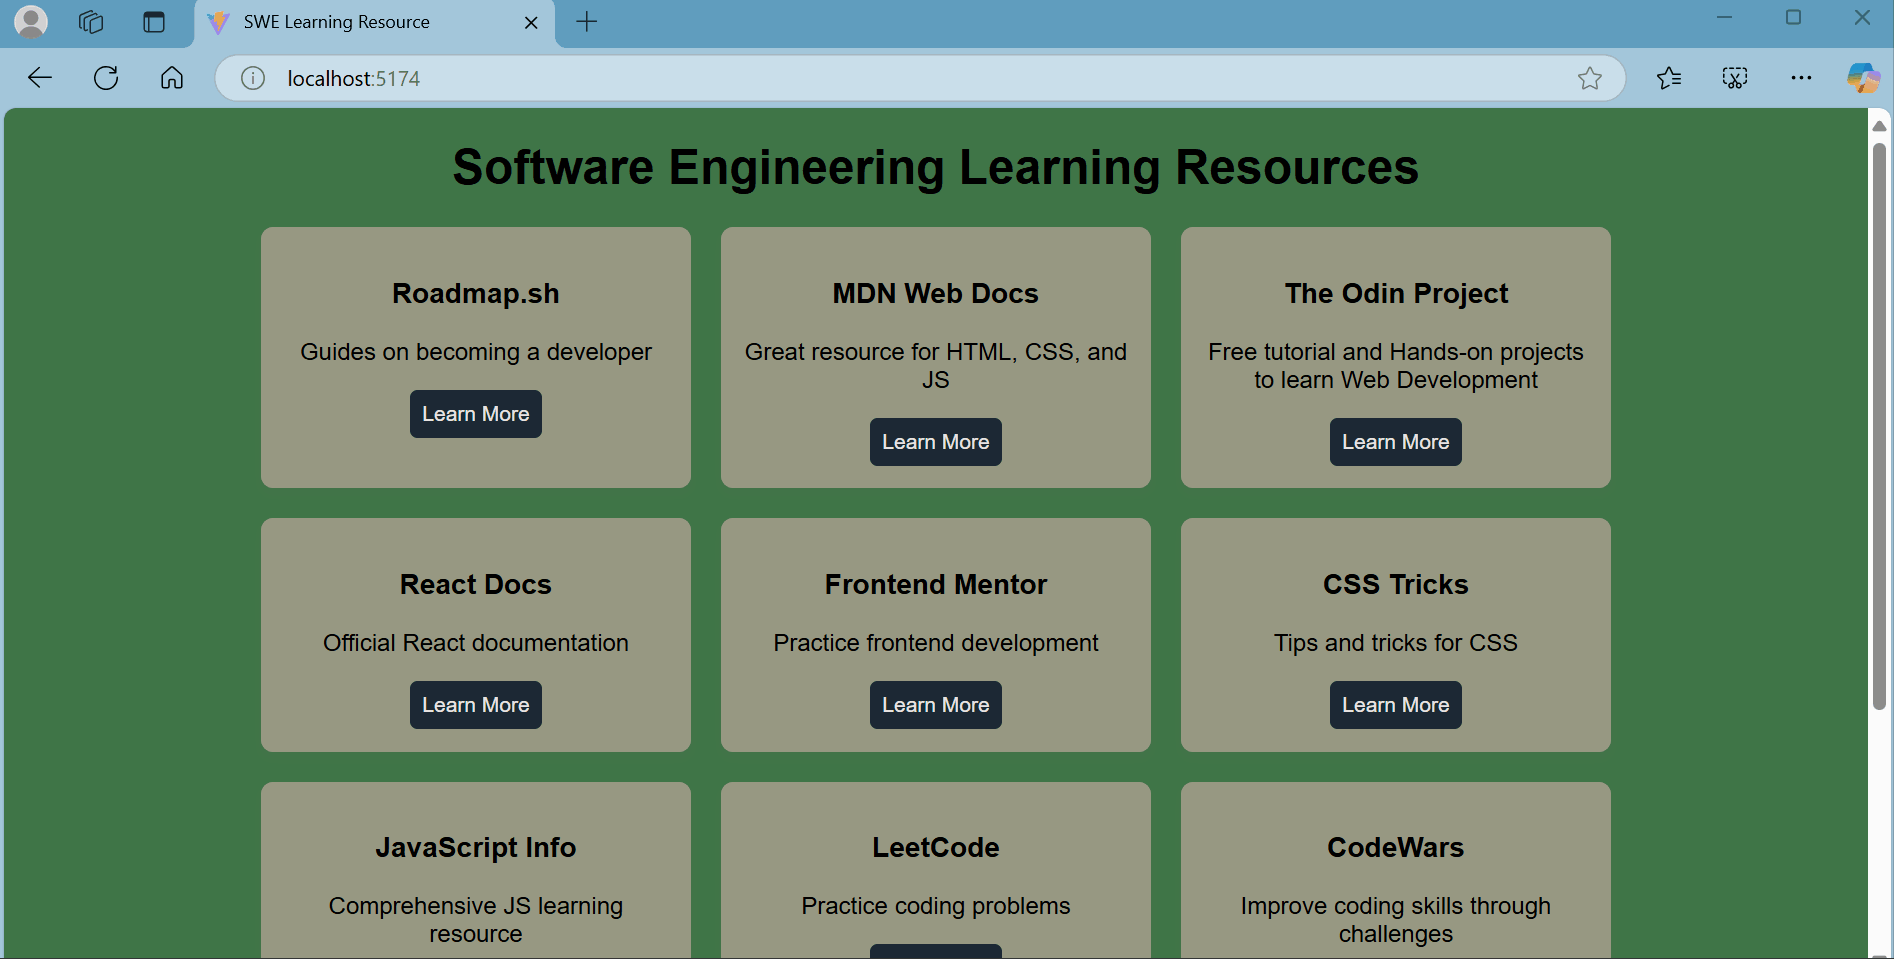 SWE Learning Resource
localhost:5174
Software Engineering Learning Resources
Roadmap.sh
Guides on becoming a developer
Learn More
MDN Web Docs
Great resource for HTML, CSS, and
JS
Learn More
The Odin Project
Free tutorial and Hands-on projects
to learn Web Development
Learn More
React Docs
Official React documentation
Learn More
Frontend Mentor
Practice frontend development
Learn More
CSS Tricks
Tips and tricks for CSS
Learn More
JavaScript Info
Comprehensive JS learning
resource
LeetCode
Practice coding problems
CodeWars
Improve coding skills through
challenges